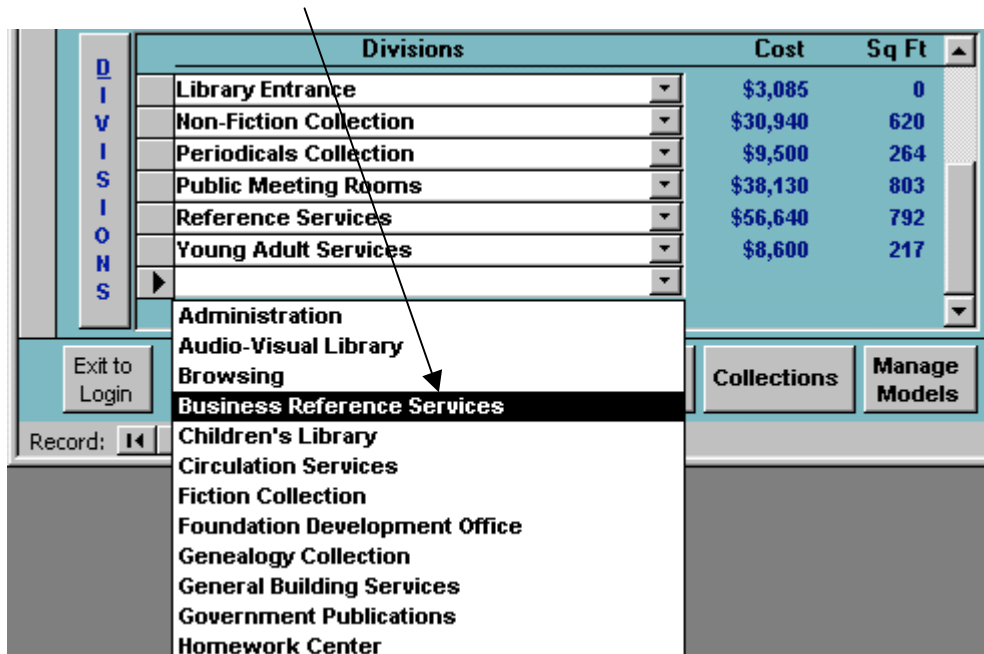 Divisions Cost Sq Ft
DIVISIONS
Library Entrance $3,085 0
Non-Fiction Collection $30,940 620
Periodicals Collection $9,500 264
Public Meeting Rooms $38,130 803
Reference Services $56,640 792
Young Adult Services $8,600 217
Administration
Audio-Visual Library
Browsing
Business Reference Services
Children's Library
Circulation Services
Fiction Collection
Foundation Development Office
Genealogy Collection
General Building Services
Government Publications
Homework Center
Exit to
Login
Collections
Manage
Models
Record: